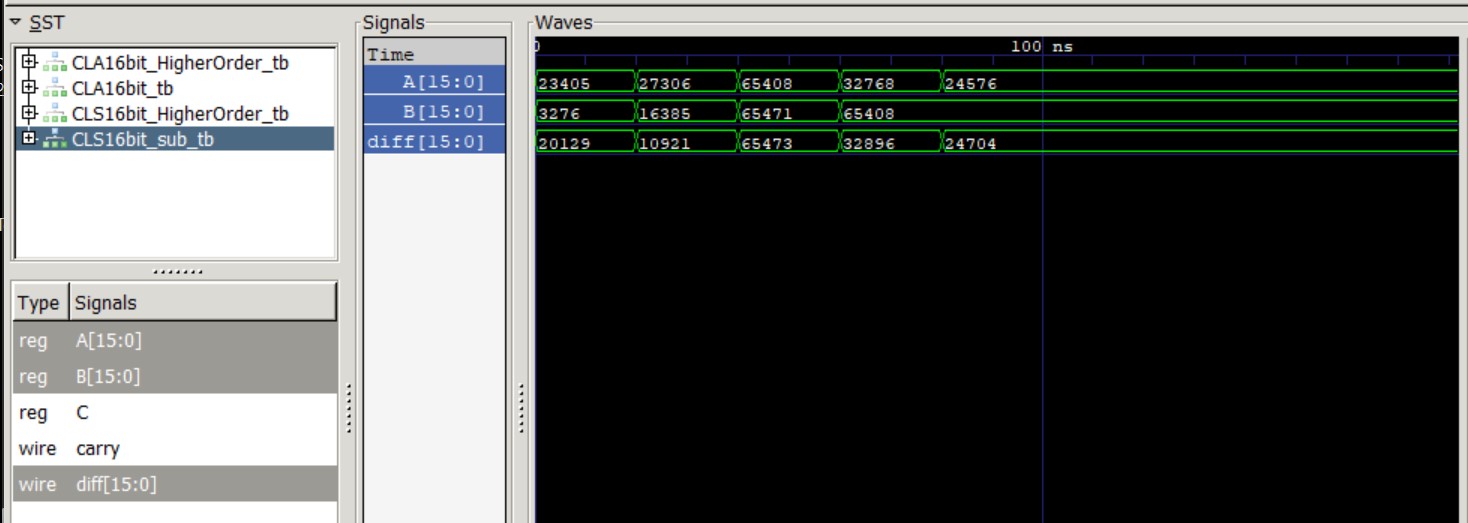 SST
CLA16bit_HigherOrder_tb
CLA16bit_tb
CLS16bit_HigherOrder_tb
CLS16bit_sub_tb
Type Signals
reg A[15:0]
reg B[15:0]
reg C
wire carry
wire diff[15:0]
Signals
Time
A[15:0]
B[15:0]
diff[15:0]
Waves
0 100 ns
23405 27306 65408 32768 24576
3276 16385 65471 65408
20129 10921 65473 32896 24704